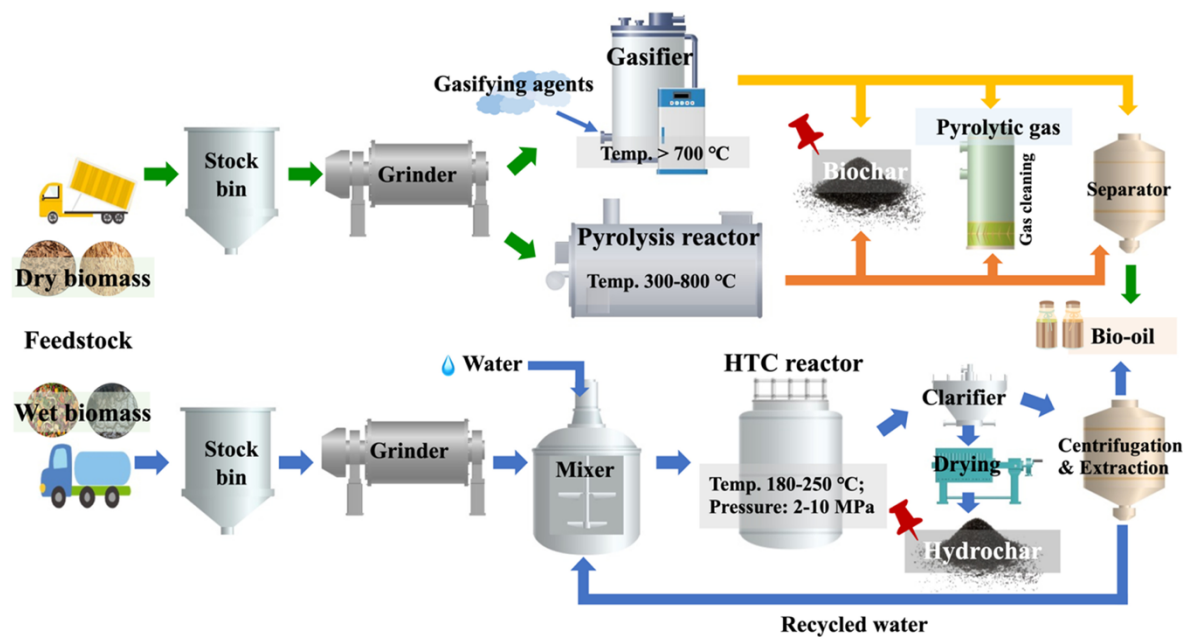 Gasifier
Gasifying agents
Temp. > 700 ℃
Stock
bin
Grinder
Dry biomass
Pyrolysis reactor
Temp. 300-800 ℃
Biochar
Pyrolytic gas
Gas cleaning
Separator
Bio-oil
Feedstock
Wet biomass
Stock
bin
Grinder
Water
Mixer
HTC reactor
Temp. 180-250 ℃;
Pressure: 2-10 MPa
Clarifier
Drying
Hydrochar
Centrifugation
& Extraction
Recycled water